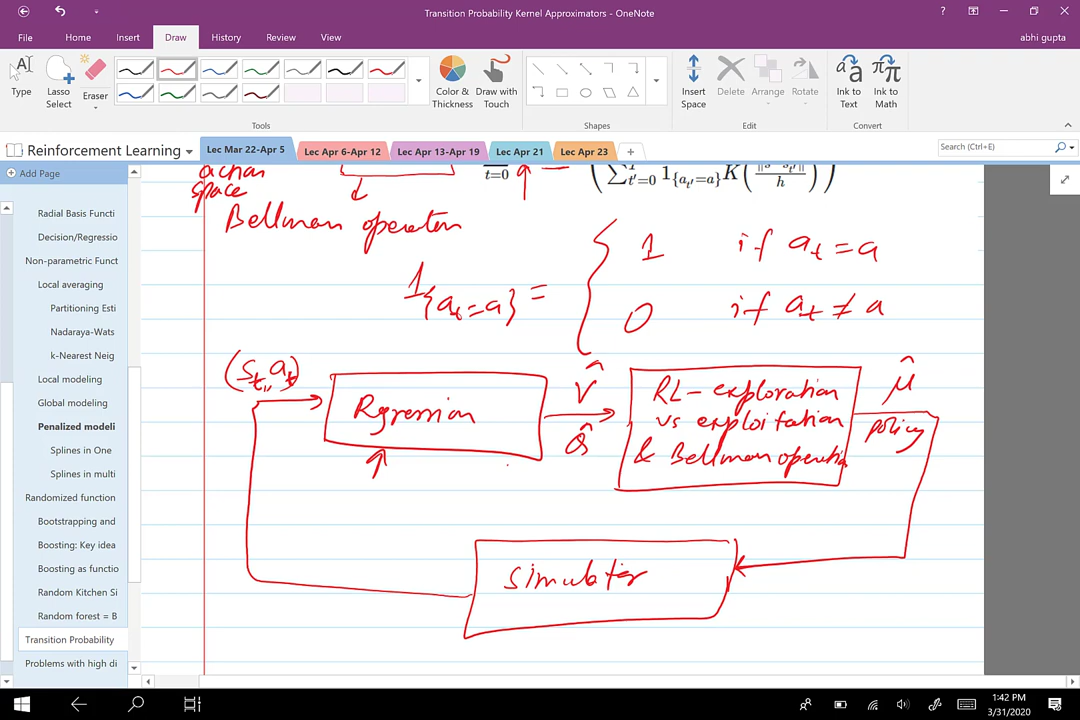 Transition Probability Kernel Approximators - OneNote
File Home Insert Draw History Review View
abhi gupta
Type
Lasso Select
Eraser
Color & Thickness
Draw with Touch
Insert Space
Delete
Arrange
Rotate
Ink to Text
Ink to Math
Tools
Shapes
Edit
Convert
Reinforcement Learning
Lec Mar 22-Apr 5
Lec Apr 6-Apr 12
Lec Apr 13-Apr 19
Lec Apr 21
Lec Apr 23
Search (Ctrl+E)
Add Page
Radial Basis Functi
Decision/Regressio
Non-parametric Funct
Local averaging
Partitioning Esti
Nadaraya-Wats
k-Nearest Neig
Local modeling
Global modeling
Penalized modeli
Splines in One
Splines in multi
Randomized function
Bootstrapping and
Boosting: Key idea
Boosting as functio
Random Kitchen Si
Random forest = B
Transition Probability
Problems with high di
space
t=0
Bellman operator
1{a_t=a} =
1 if a_t = a
0 if a_t ≠ a
(s_t, a_t)
Regression
V̂
Q̂
RL - exploration
vs exploitation
& Bellman operation
μ̂
policy
simulator
1:42 PM
3/31/2020